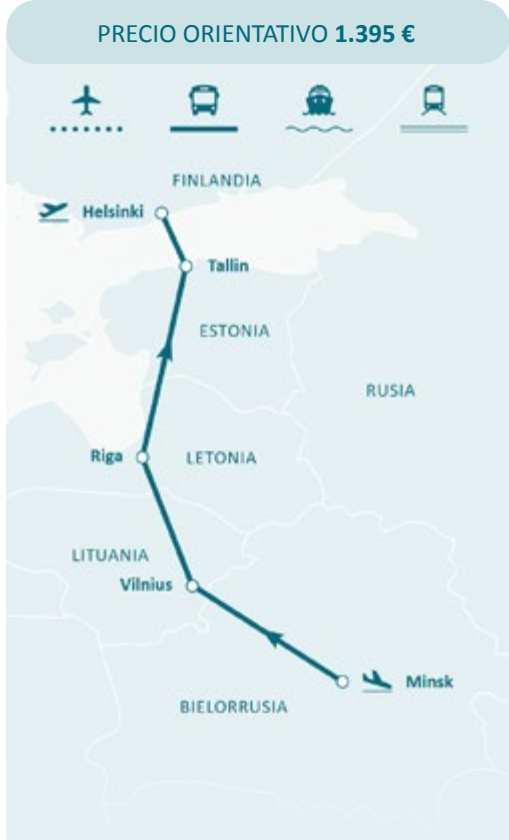 PRECIO ORIENTATIVO 1.395 €
FINLANDIA
Helsinki
Tallin
ESTONIA
RUSIA
Riga
LETONIA
LITUANIA
Vilnius
Minsk
BIELORRUSIA